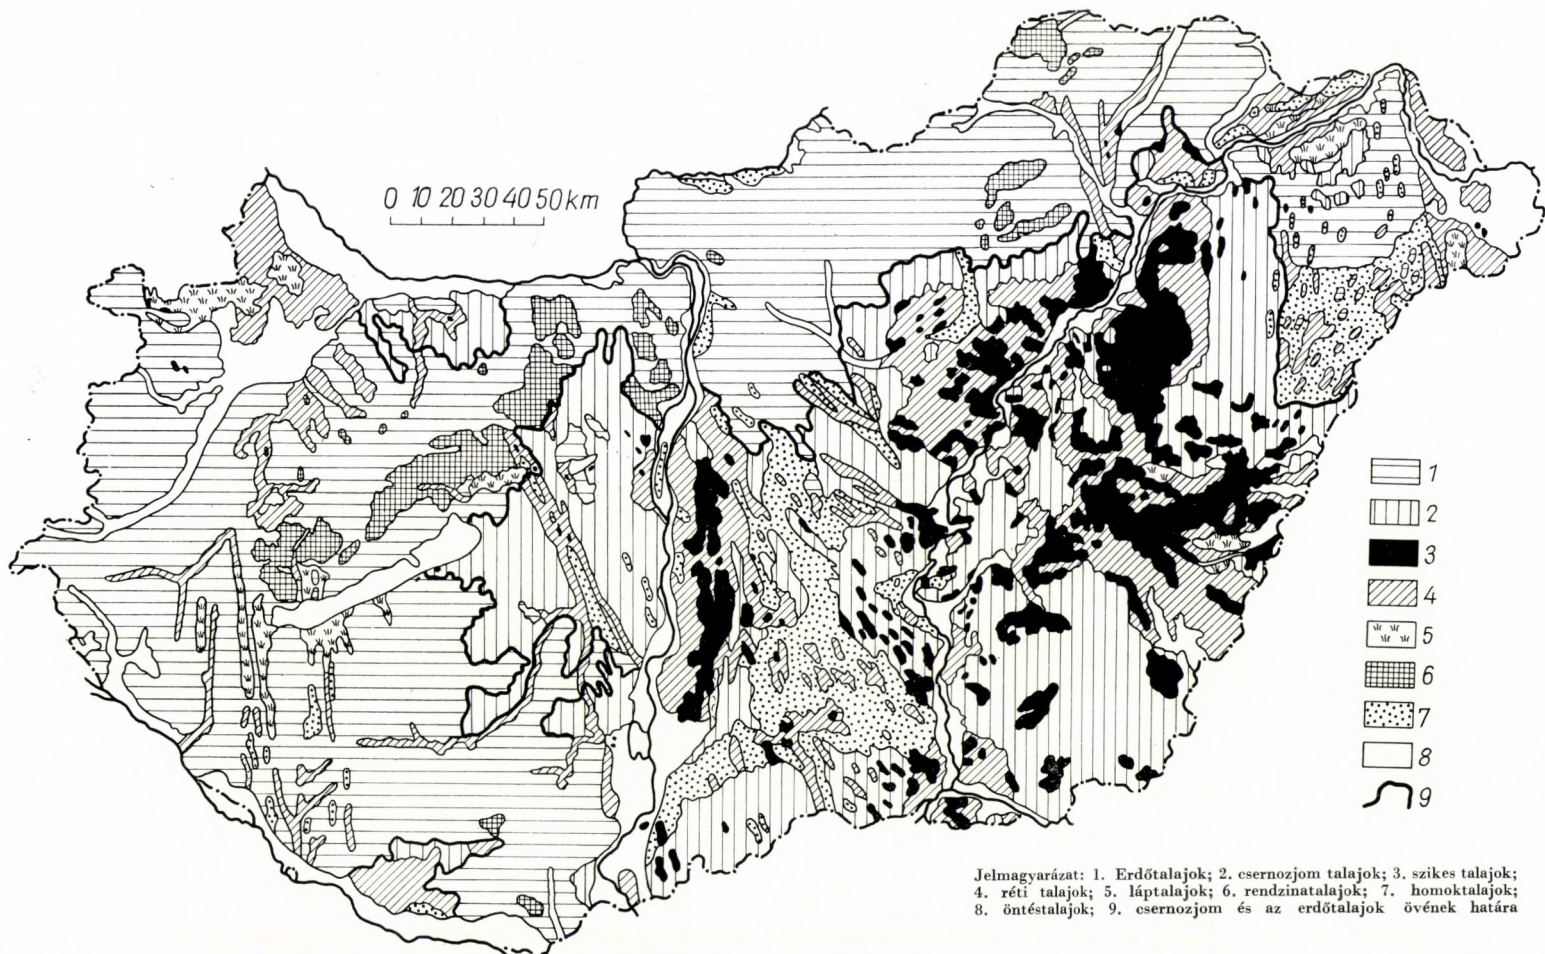 0 10 20 30 40 50 km
1
2
3
4
5
6
7
8
9
Jelmagyarázat: 1. Erdőtalajok; 2. csernozjom talajok; 3. szikes talajok;
4. réti talajok; 5. láptalajok; 6. rendzinatalajok; 7. homoktalajok;
8. öntéstalajok; 9. csernozjom és az erdőtalajok övének határa